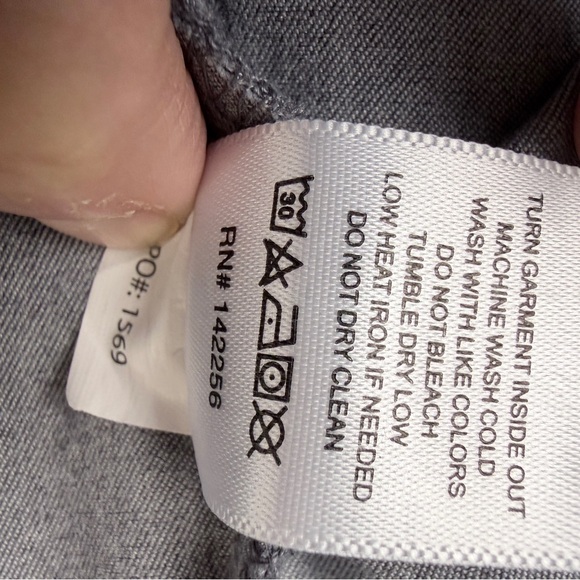 TURN GARMENT INSIDE OUT
MACHINE WASH COLD
WASH WITH LIKE COLORS
DO NOT BLEACH
TUMBLE DRY LOW
LOW HEAT IRON IF NEEDED
DO NOT DRY CLEAN
30
RN# 142256
PO#: 1569